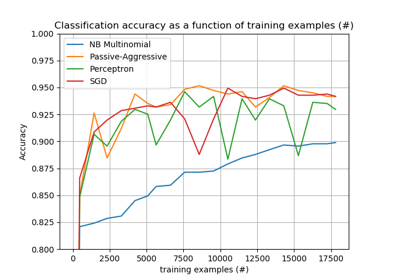 Classification accuracy as a function of training examples (#)
1.000
0.975
0.950
0.925
0.900
0.875
0.850
0.825
0.800
Accuracy
NB Multinomial
Passive-Aggressive
Perceptron
SGD
0 2500 5000 7500 10000 12500 15000 17500
training examples (#)